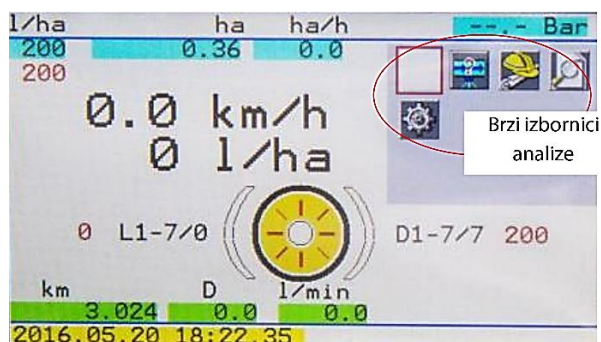 l/ha ha ha/h --.- Bar
200 0.36 0.0
200
0.0 km/h
0 l/ha
Brzi izbornici
analize
0 L1-7/0 D1-7/7 200
km D l/min
3.024 0.0 0.0
2016.05.20 18:22.35